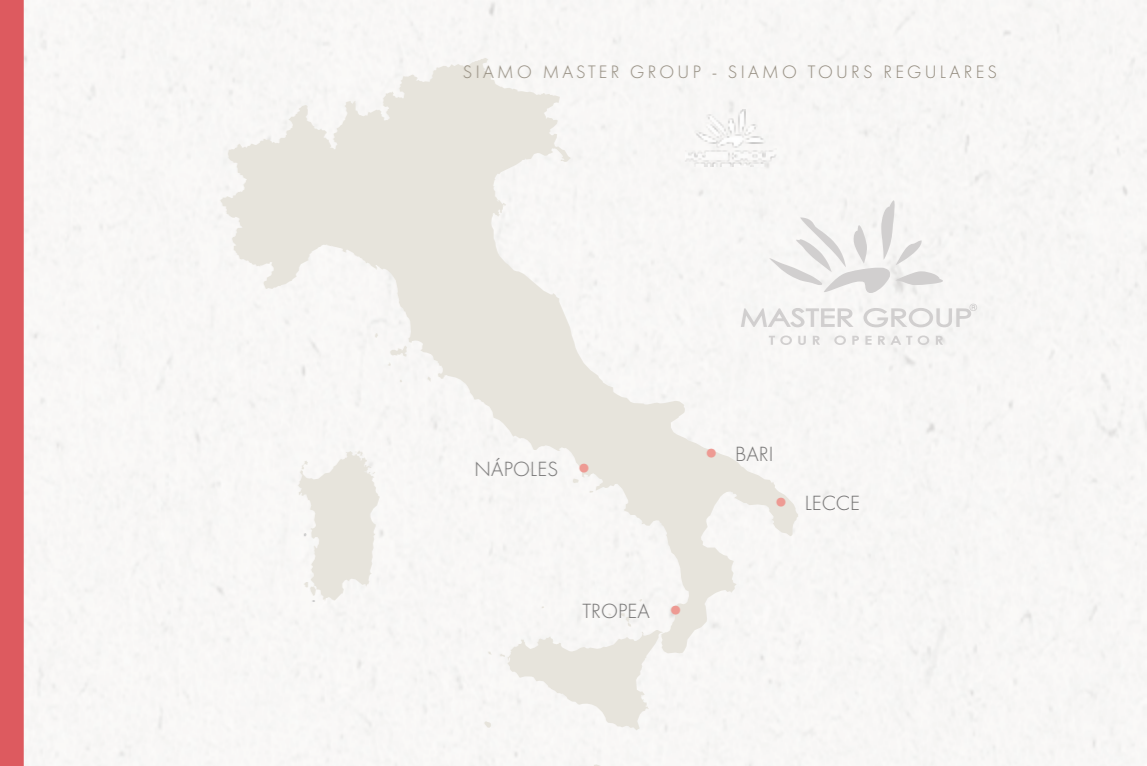 SIAMO MASTER GROUP - SIAMO TOURS REGULARES
MASTER GROUP®
TOUR OPERATOR
BARI
NÁPOLES
LECCE
TROPEA